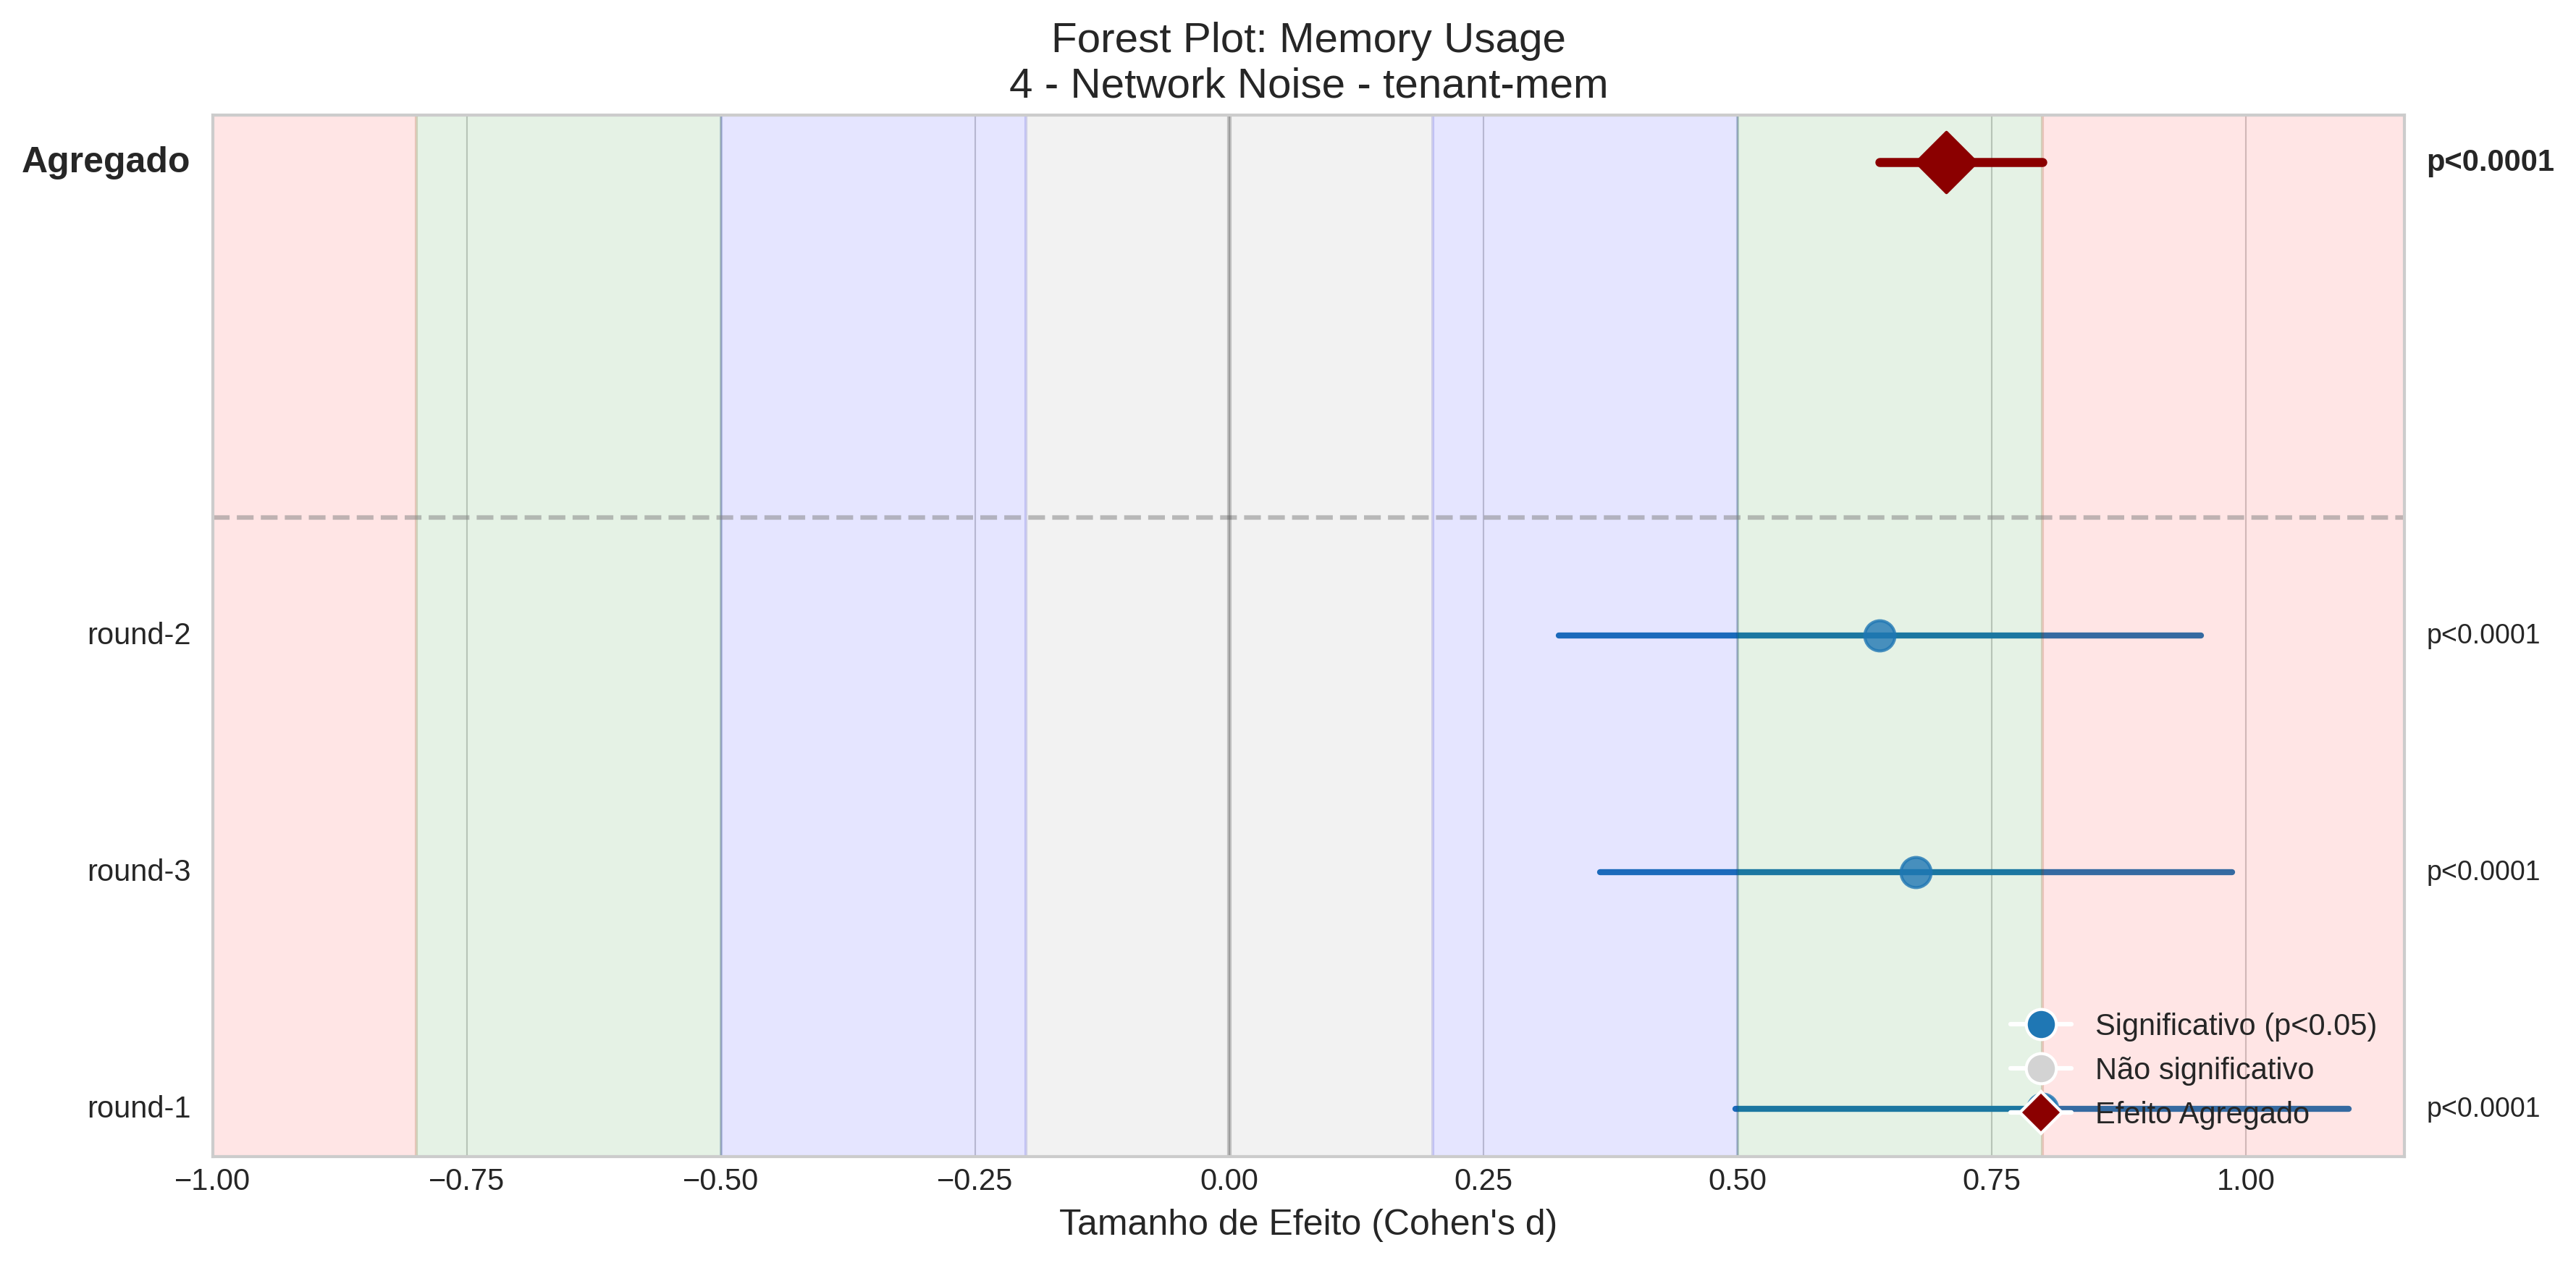 Forest Plot: Memory Usage
4 - Network Noise - tenant-mem
Agregado
p<0.0001
round-2
p<0.0001
round-3
p<0.0001
Significativo (p<0.05)
Não significativo
Efeito Agregado
round-1
p<0.0001
−1.00 −0.75 −0.50 −0.25 0.00 0.25 0.50 0.75 1.00
Tamanho de Efeito (Cohen's d)